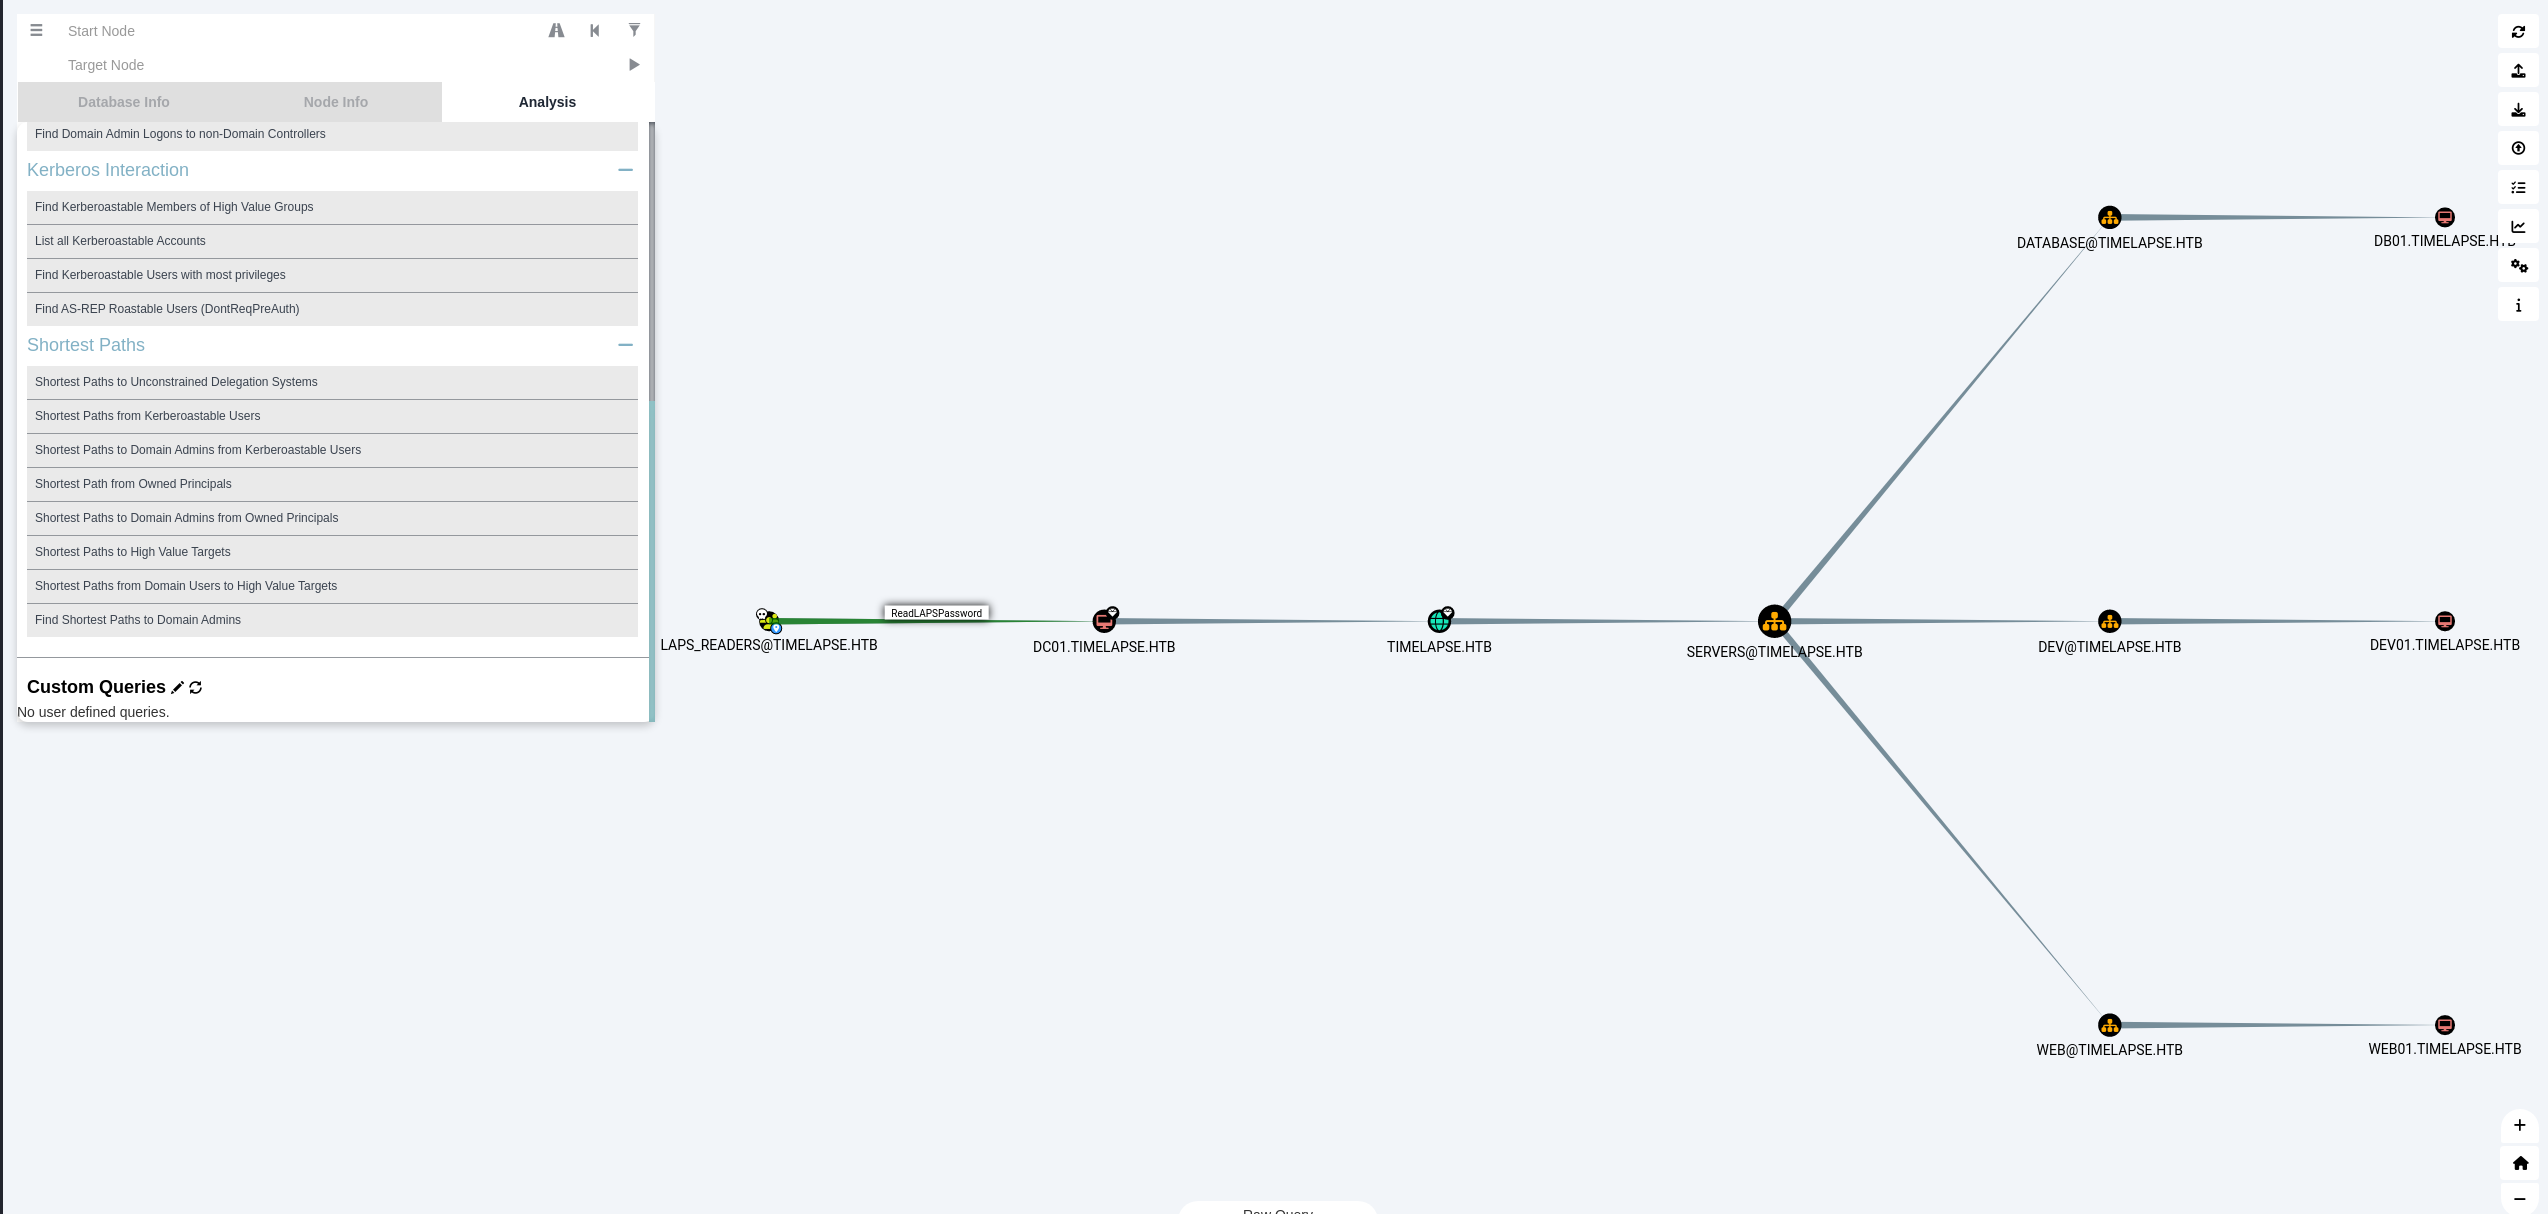 Start Node
Target Node
Database Info
Node Info
Analysis
Find Domain Admin Logons to non-Domain Controllers
Kerberos Interaction
Find Kerberoastable Members of High Value Groups
List all Kerberoastable Accounts
Find Kerberoastable Users with most privileges
Find AS-REP Roastable Users (DontReqPreAuth)
Shortest Paths
Shortest Paths to Unconstrained Delegation Systems
Shortest Paths from Kerberoastable Users
Shortest Paths to Domain Admins from Kerberoastable Users
Shortest Path from Owned Principals
Shortest Paths to Domain Admins from Owned Principals
Shortest Paths to High Value Targets
Shortest Paths from Domain Users to High Value Targets
Find Shortest Paths to Domain Admins
Custom Queries
No user defined queries.
DATABASE@TIMELAPSE.HTB
DB01.TIMELAPSE.HTB
ReadLAPSPassword
LAPS_READERS@TIMELAPSE.HTB
DC01.TIMELAPSE.HTB
TIMELAPSE.HTB
SERVERS@TIMELAPSE.HTB
DEV@TIMELAPSE.HTB
DEV01.TIMELAPSE.HTB
WEB@TIMELAPSE.HTB
WEB01.TIMELAPSE.HTB
Raw Query